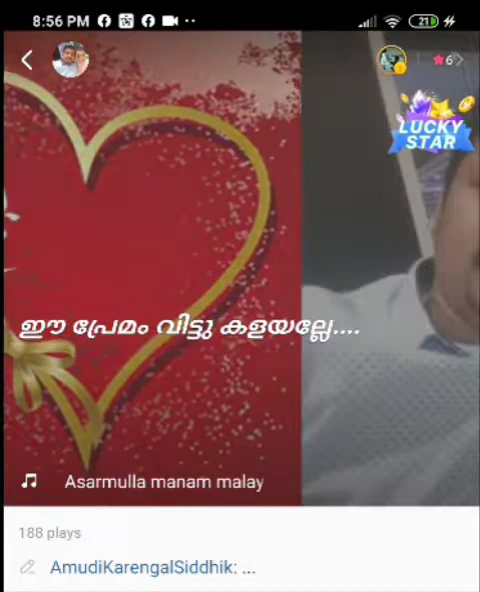 8:56 PM
21
6
LUCKY
STAR
ഈ പ്രേമം വിട്ടു കളയല്ലേ....
Asarmulla manam malay
188 plays
AmudiKarengalSiddhik: ...